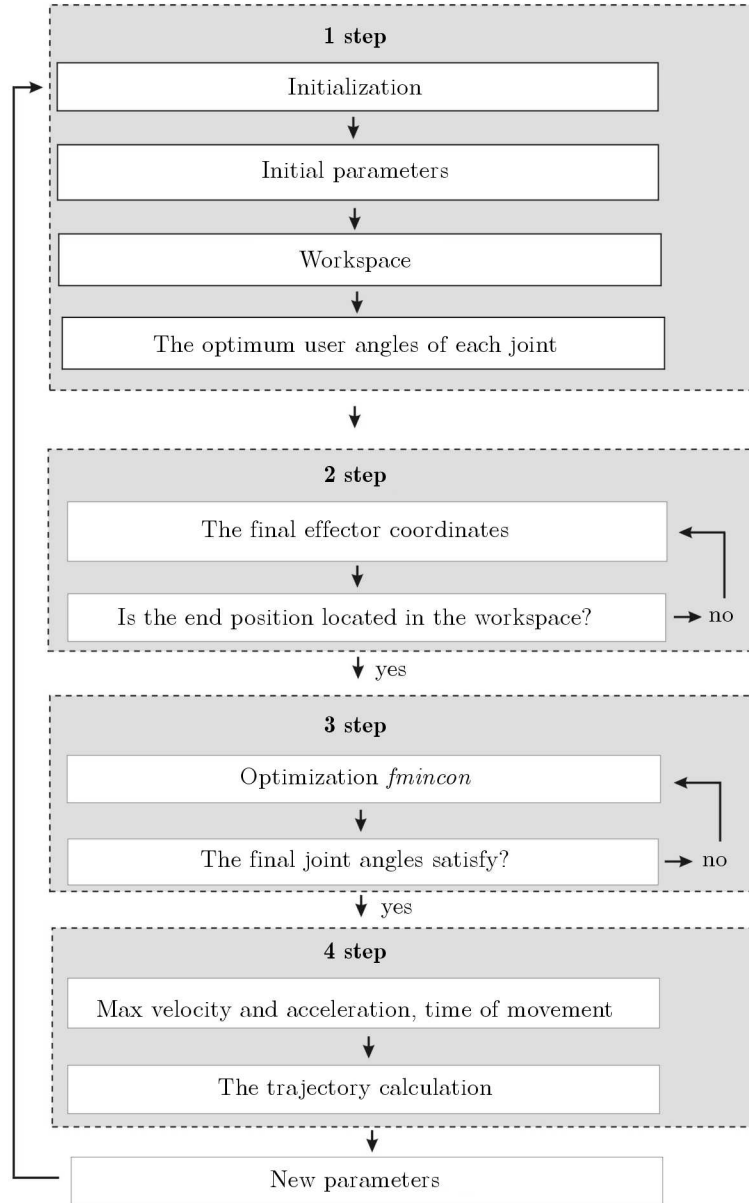 1 step
Initialization
Initial parameters
Workspace
The optimum user angles of each joint
2 step
The final effector coordinates
Is the end position located in the workspace?
no
yes
3 step
Optimization fmincon
The final joint angles satisfy?
no
yes
4 step
Max velocity and acceleration, time of movement
The trajectory calculation
New parameters